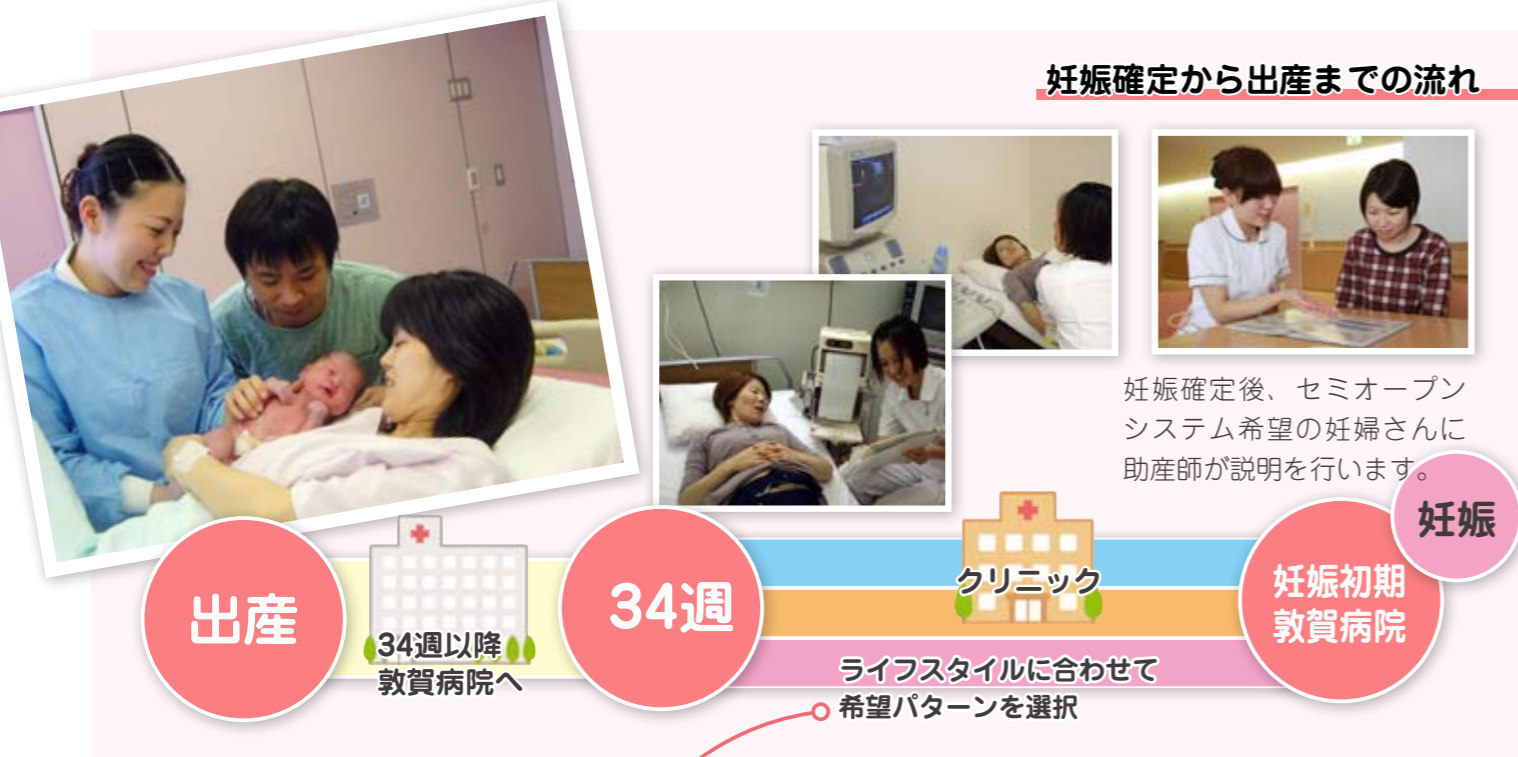 妊娠確定から出産までの流れ
妊娠確定後、セミオープン
システム希望の妊婦さんに
助産師が説明を行います。
妊娠
妊娠初期
敦賀病院
クリニック
ライフスタイルに合わせて
希望パターンを選択
34週
34週以降
敦賀病院へ
出産